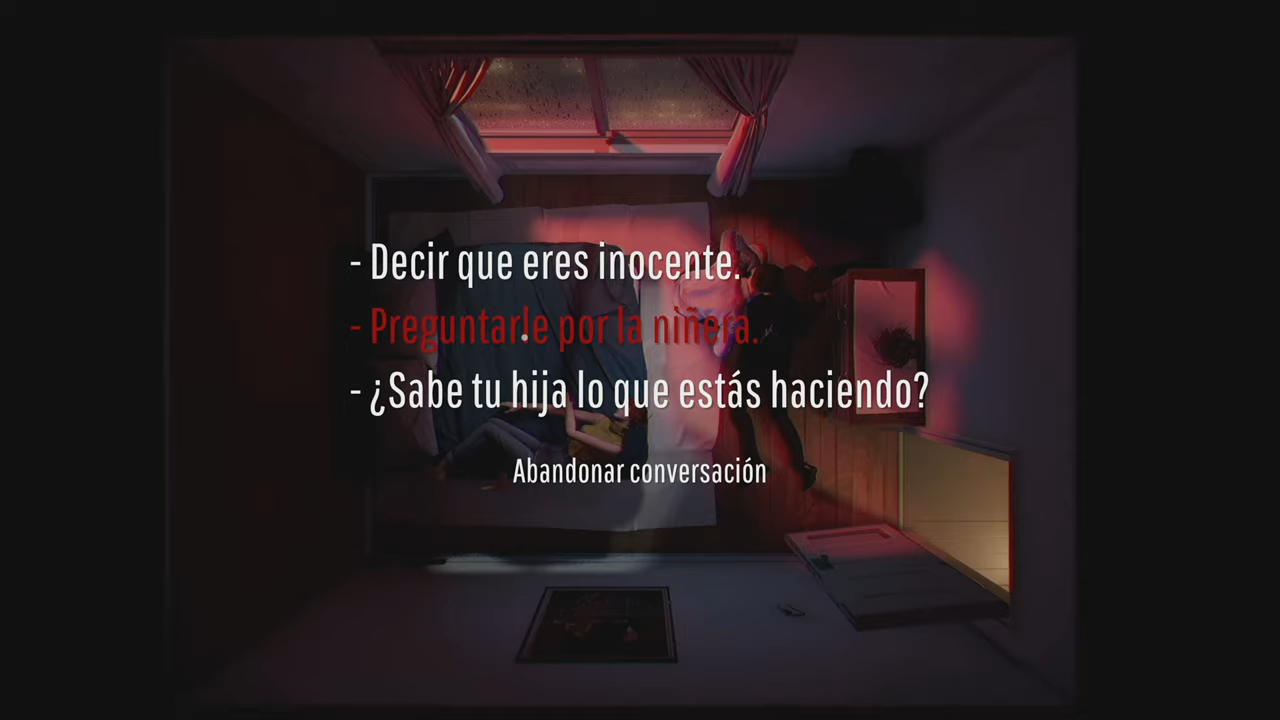 - Decir que eres inocente.
- Preguntarle por la niñera.
- ¿Sabe tu hija lo que estás haciendo?
Abandonar conversación